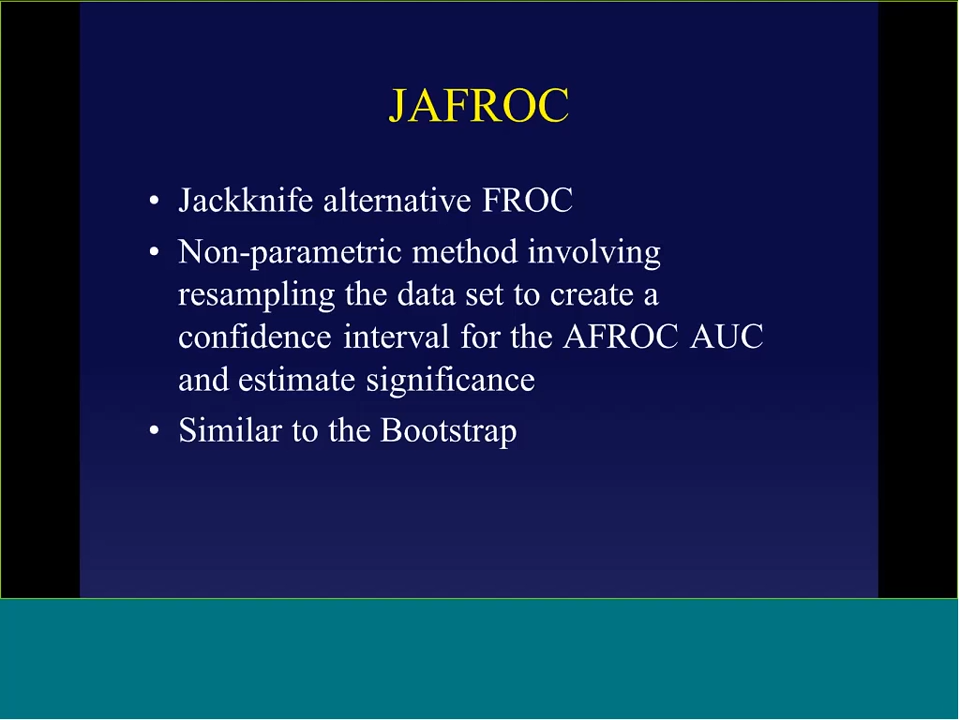 JAFROC
• Jackknife alternative FROC
• Non-parametric method involving
resampling the data set to create a
confidence interval for the AFROC AUC
and estimate significance
• Similar to the Bootstrap